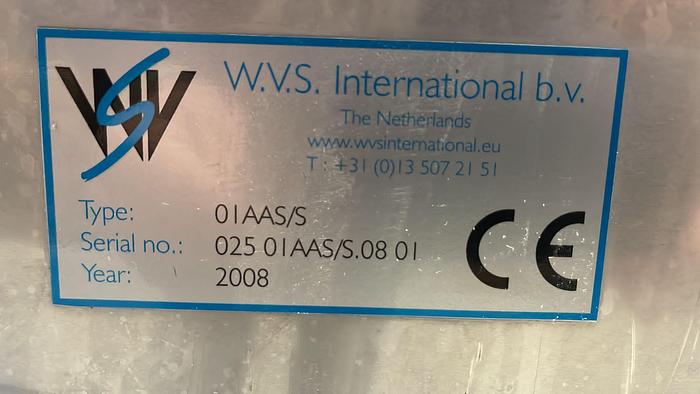 WVS
W.V.S. International b.v.
The Netherlands
www.wvsinternational.eu
T : +31 (0)13 507 21 51
Type: 01AAS/S
Serial no.: 025 01AAS/S.08 01
Year: 2008
CE